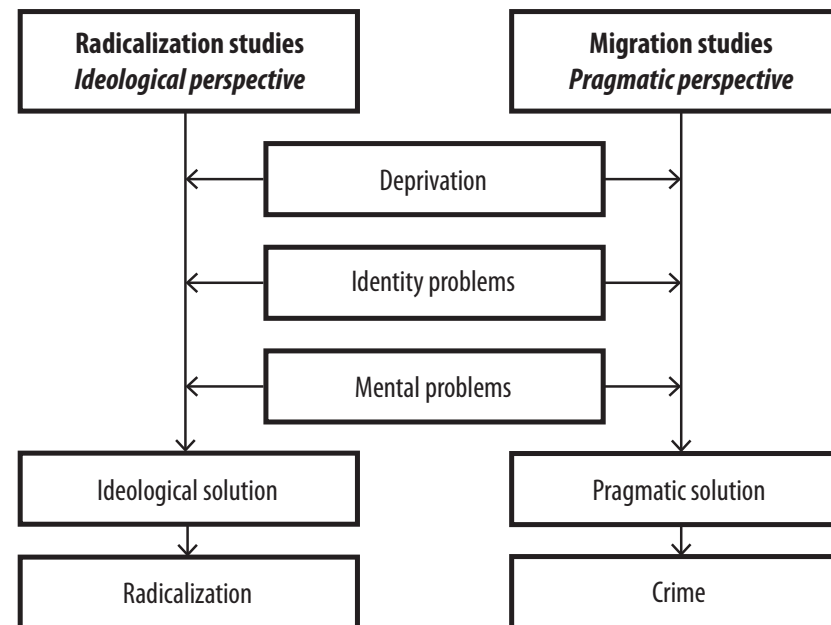 Radicalization studies
Ideological perspective
Migration studies
Pragmatic perspective
Deprivation
Identity problems
Mental problems
Ideological solution
Pragmatic solution
Radicalization
Crime